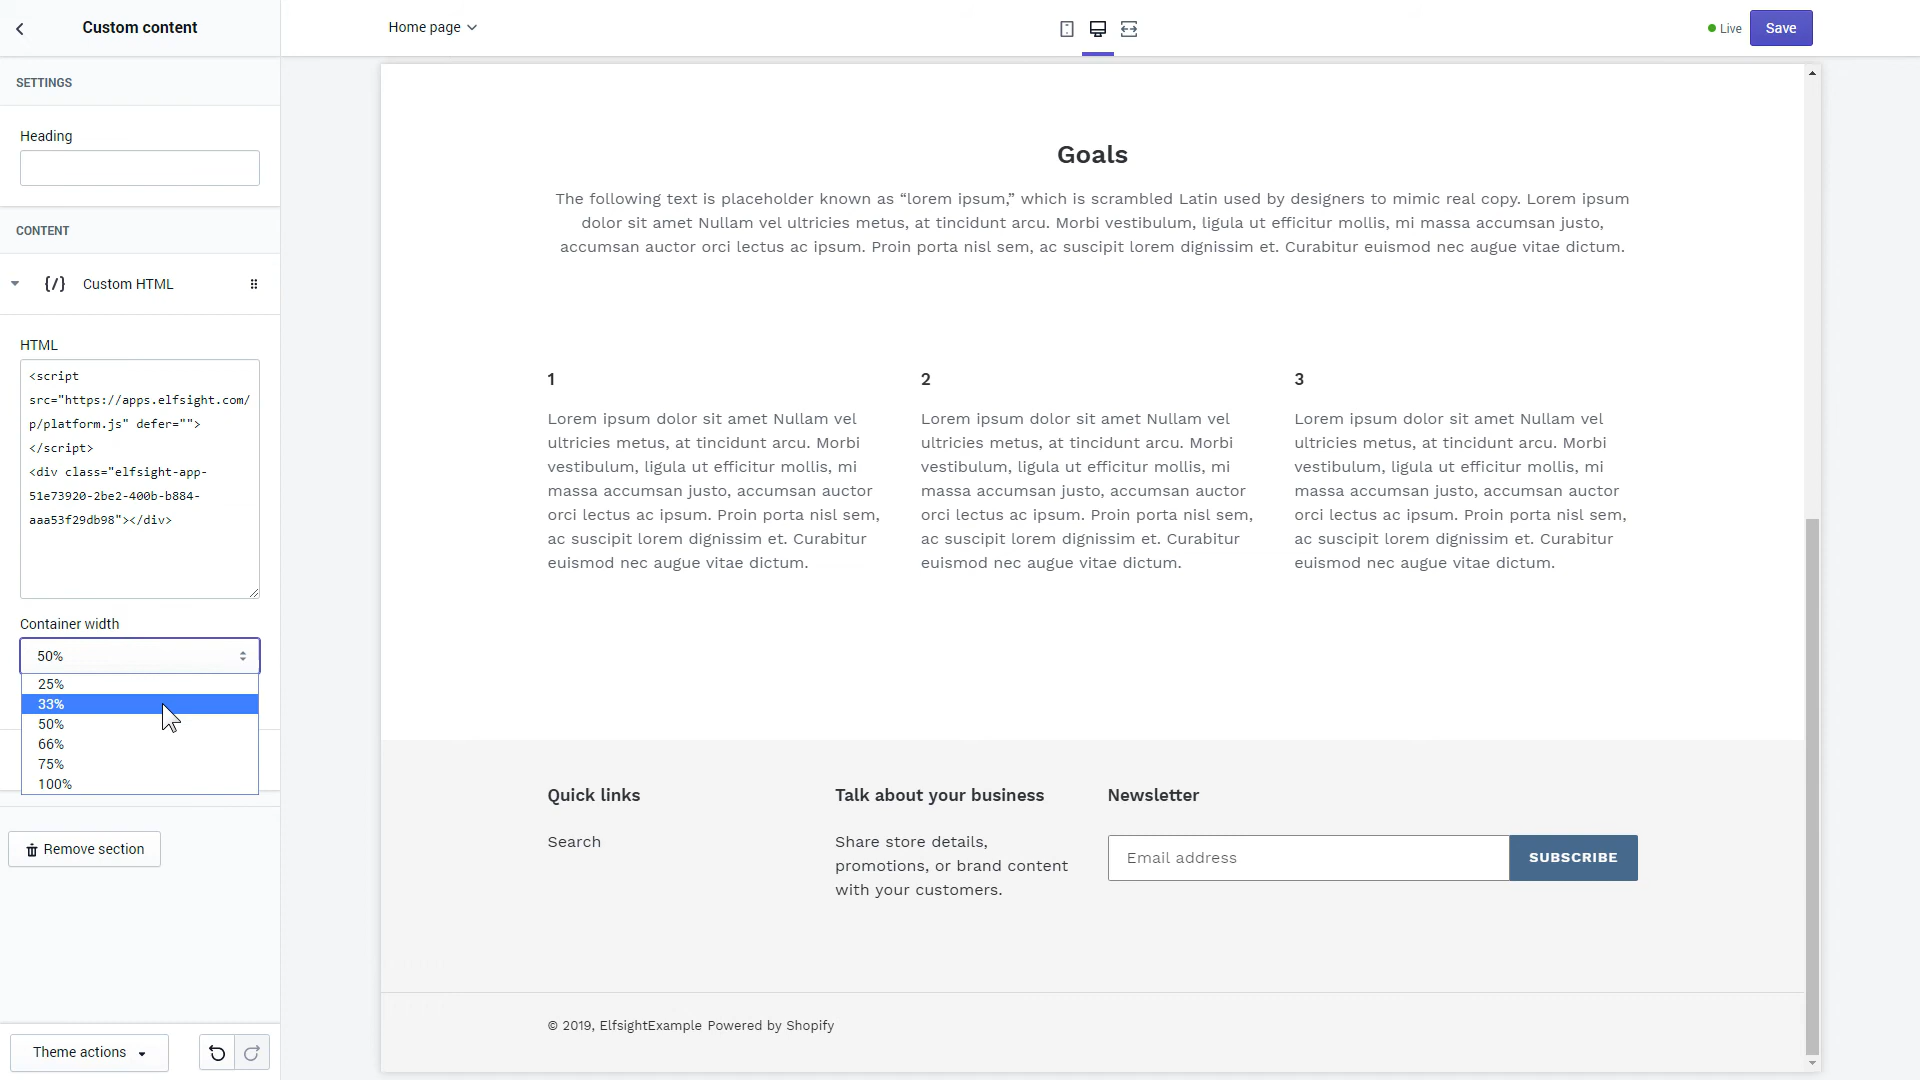 Custom content
Home page
Live
Save
SETTINGS
Heading
CONTENT
{/} Custom HTML
HTML
<script
src="https://apps.elfsight.com/
p/platform.js" defer="">
</script>
<div class="elfsight-app-
51e73920-2be2-400b-b884-
aaa53f29db98"></div>
Container width
50%
25%
33%
50%
66%
75%
100%
Remove section
Theme actions
Goals
The following text is placeholder known as “lorem ipsum,” which is scrambled Latin used by designers to mimic real copy. Lorem ipsum
dolor sit amet Nullam vel ultricies metus, at tincidunt arcu. Morbi vestibulum, ligula ut efficitur mollis, mi massa accumsan justo,
accumsan auctor orci lectus ac ipsum. Proin porta nisl sem, ac suscipit lorem dignissim et. Curabitur euismod nec augue vitae dictum.
1
Lorem ipsum dolor sit amet Nullam vel
ultricies metus, at tincidunt arcu. Morbi
vestibulum, ligula ut efficitur mollis, mi
massa accumsan justo, accumsan auctor
orci lectus ac ipsum. Proin porta nisl sem,
ac suscipit lorem dignissim et. Curabitur
euismod nec augue vitae dictum.
2
Lorem ipsum dolor sit amet Nullam vel
ultricies metus, at tincidunt arcu. Morbi
vestibulum, ligula ut efficitur mollis, mi
massa accumsan justo, accumsan auctor
orci lectus ac ipsum. Proin porta nisl sem,
ac suscipit lorem dignissim et. Curabitur
euismod nec augue vitae dictum.
3
Lorem ipsum dolor sit amet Nullam vel
ultricies metus, at tincidunt arcu. Morbi
vestibulum, ligula ut efficitur mollis, mi
massa accumsan justo, accumsan auctor
orci lectus ac ipsum. Proin porta nisl sem,
ac suscipit lorem dignissim et. Curabitur
euismod nec augue vitae dictum.
Quick links
Search
Talk about your business
Share store details,
promotions, or brand content
with your customers.
Newsletter
Email address
SUBSCRIBE
© 2019, ElfsightExample Powered by Shopify